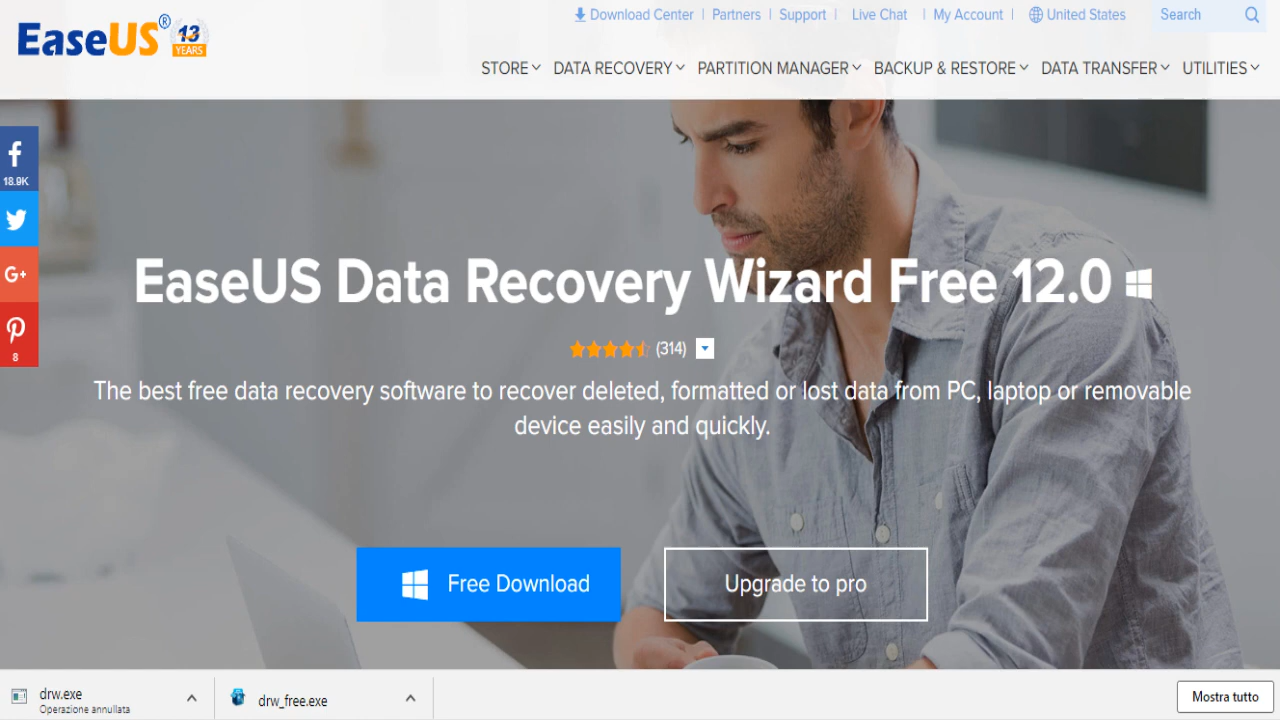 EaseUS® 13 YEARS
Download Center | Partners | Support | Live Chat | My Account | United States Search
STORE DATA RECOVERY PARTITION MANAGER BACKUP & RESTORE DATA TRANSFER UTILITIES
18.9K
G+
8
EaseUS Data Recovery Wizard Free 12.0
(314)
The best free data recovery software to recover deleted, formatted or lost data from PC, laptop or removable
device easily and quickly.
Free Download Upgrade to pro
drw.exe
Operazione annullata
drw_free.exe
Mostra tutto